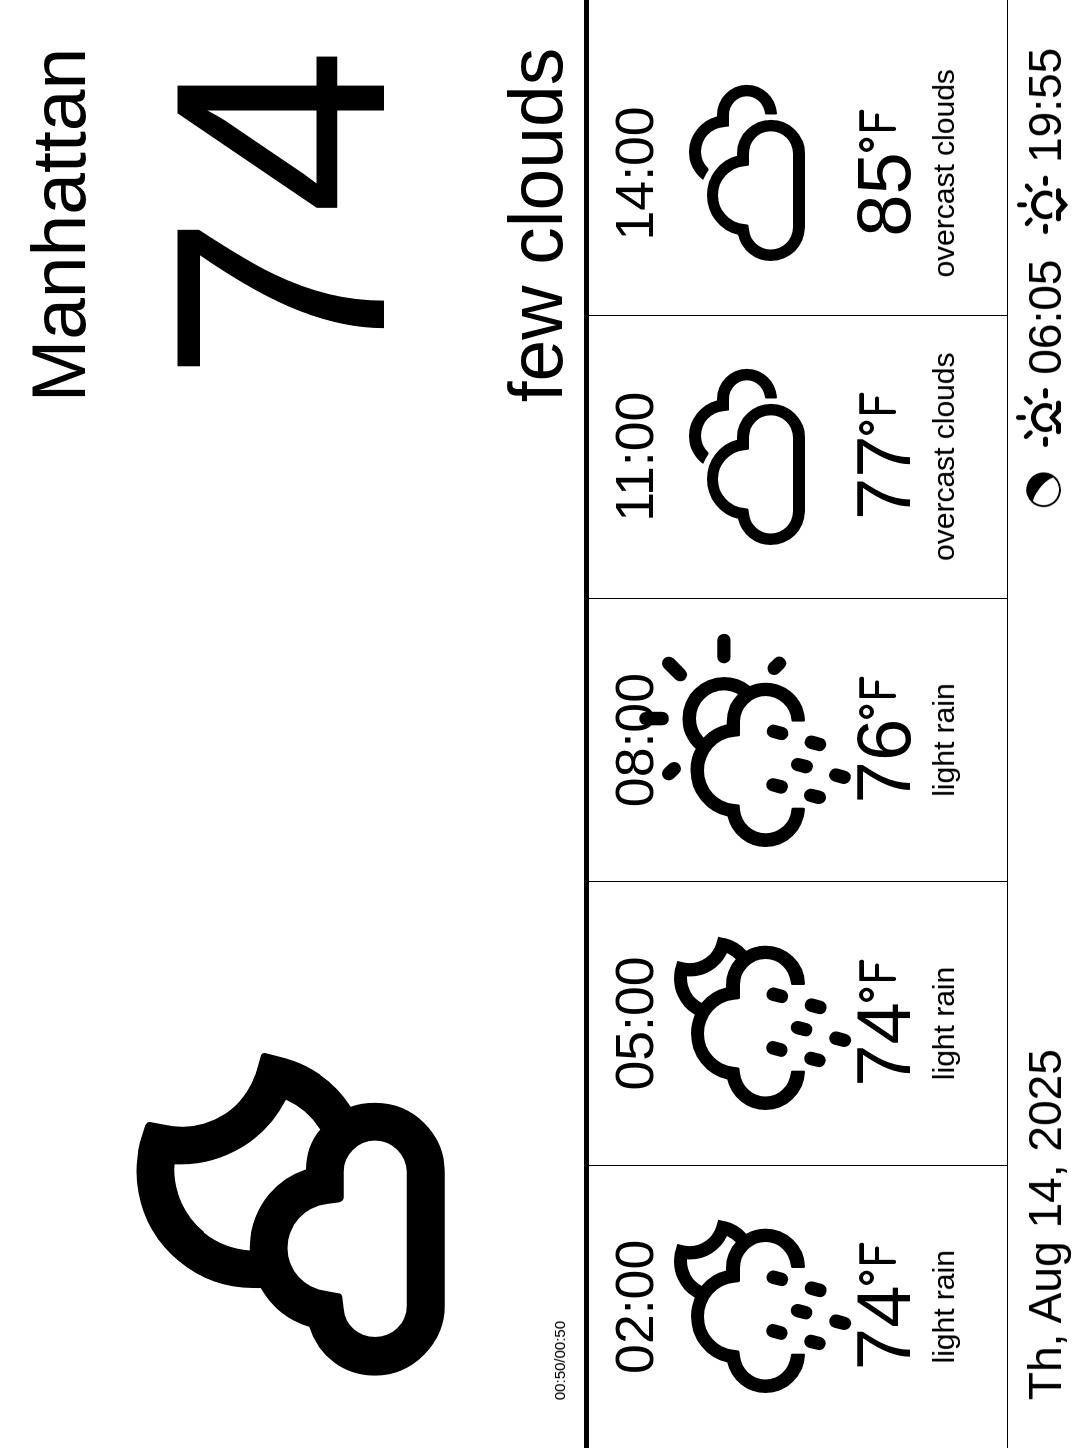 Manhattan
74
few clouds
00:50/00:50
02:00 05:00 08:00 11:00 14:00
74°F 74°F 76°F 77°F 85°F
light rain light rain light rain overcast clouds overcast clouds
Th, Aug 14, 2025 06:05 19:55